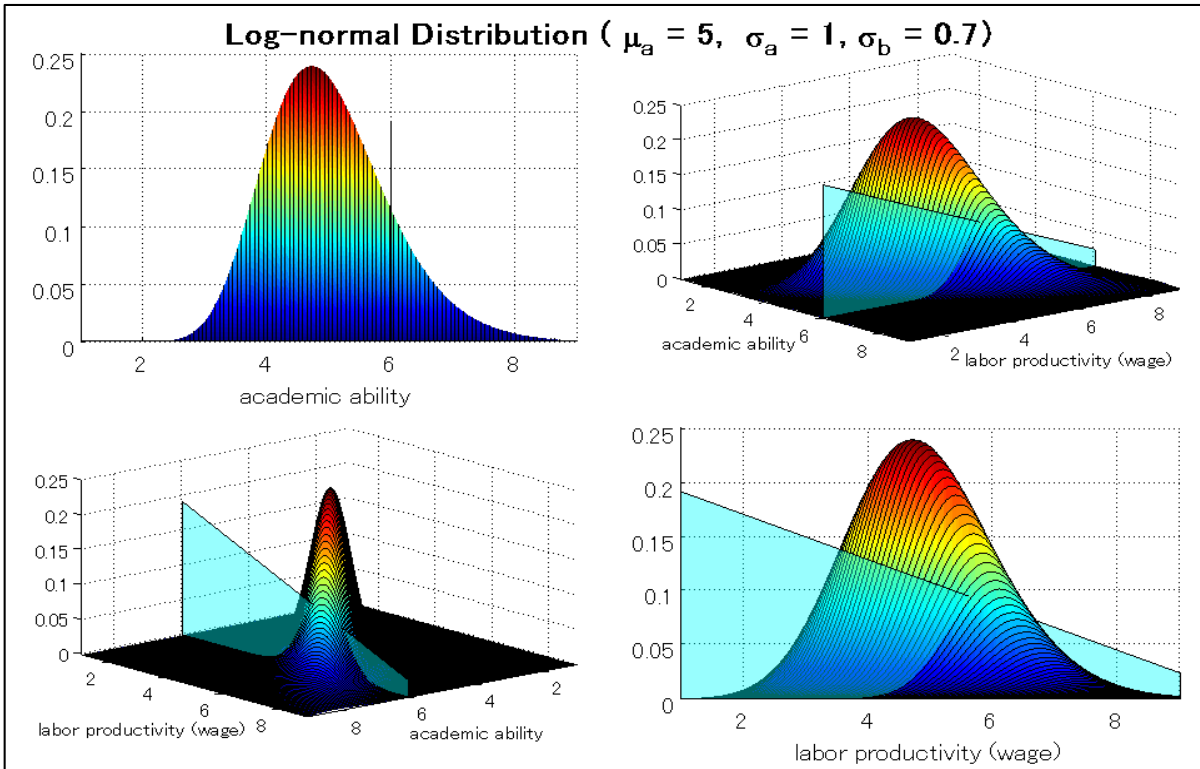 Log-normal Distribution ( μa = 5, σa = 1, σb = 0.7)
0.25
0.2
0.15
0.1
0.05
0
2 4 6 8
academic ability
0.25
0.2
0.15
0.1
0.05
0
2 4 6 8
academic ability
2 4 6 8
labor productivity (wage)
0.25
0.2
0.15
0.1
0.05
0
2 4 6 8
labor productivity (wage)
8 6 4 2
academic ability
0.25
0.2
0.15
0.1
0.05
0
2 4 6 8
labor productivity (wage)